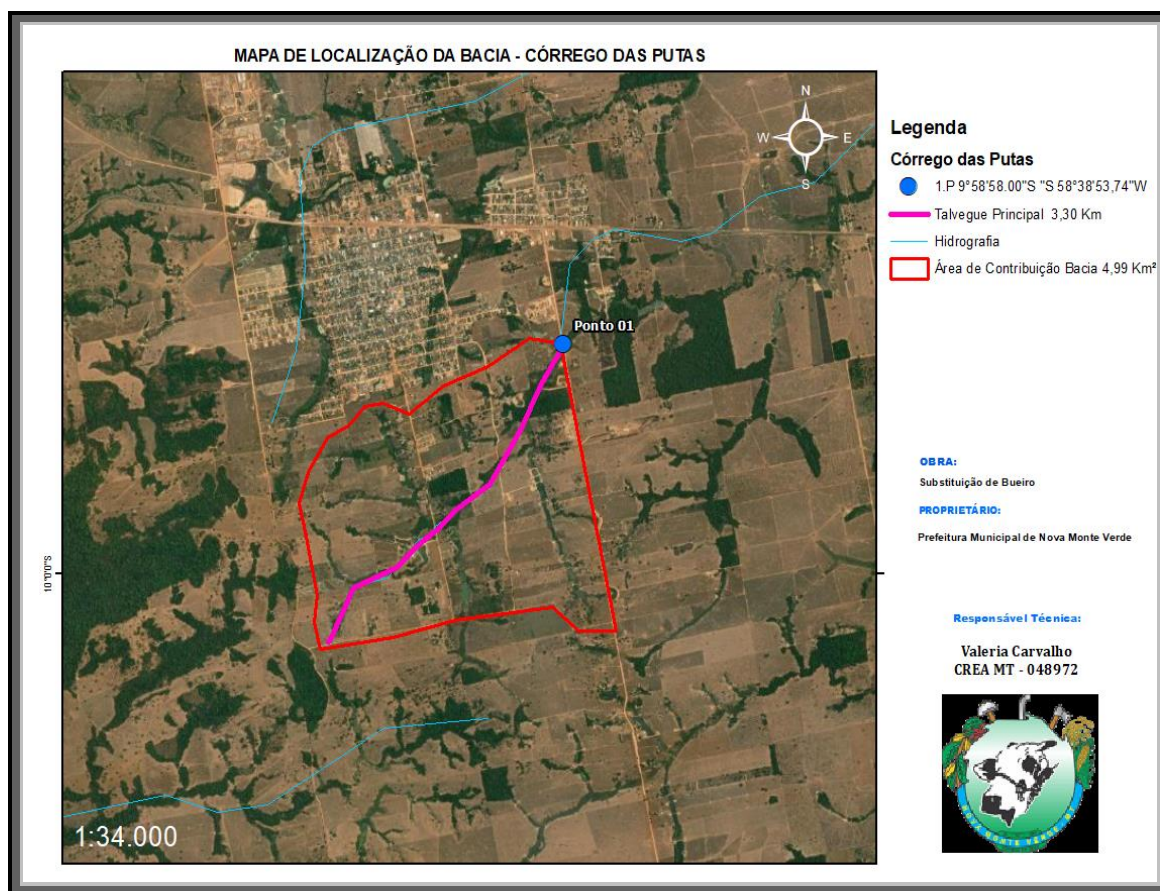 MAPA DE LOCALIZAÇÃO DA BACIA - CÓRREGO DAS PUTAS
N
W
E
S
Legenda
Córrego das Putas
1.P 9°58'58.00"S "S 58°38'53,74"W
Talvegue Principal 3,30 Km
Hidrografia
Área de Contribuição Bacia 4,99 Km²
Ponto 01
OBRA:
Substituição de Bueiro
PROPRIETÁRIO:
Prefeitura Municipal de Nova Monte Verde
10°0'0"S
Responsável Técnica:
Valeria Carvalho
CREA MT - 048972
1:34.000